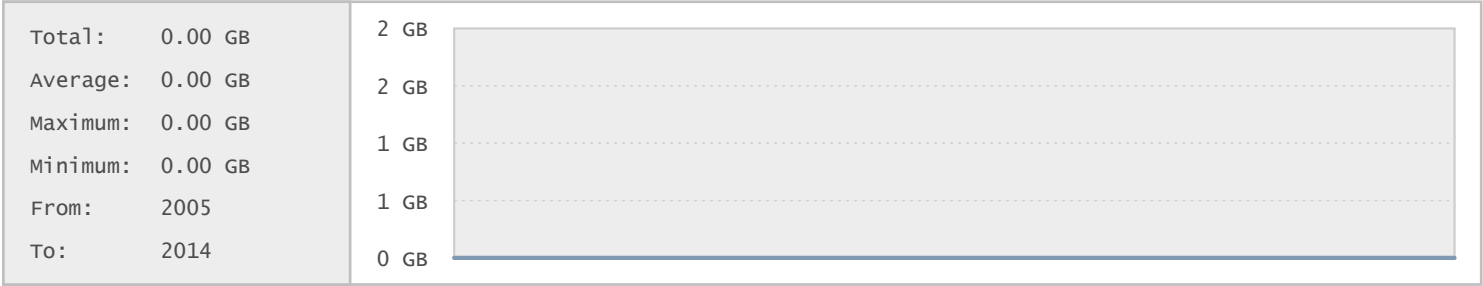 Total: 0.00 GB
Average: 0.00 GB
Maximum: 0.00 GB
Minimum: 0.00 GB
From: 2005
To: 2014
2 GB
2 GB
1 GB
1 GB
0 GB